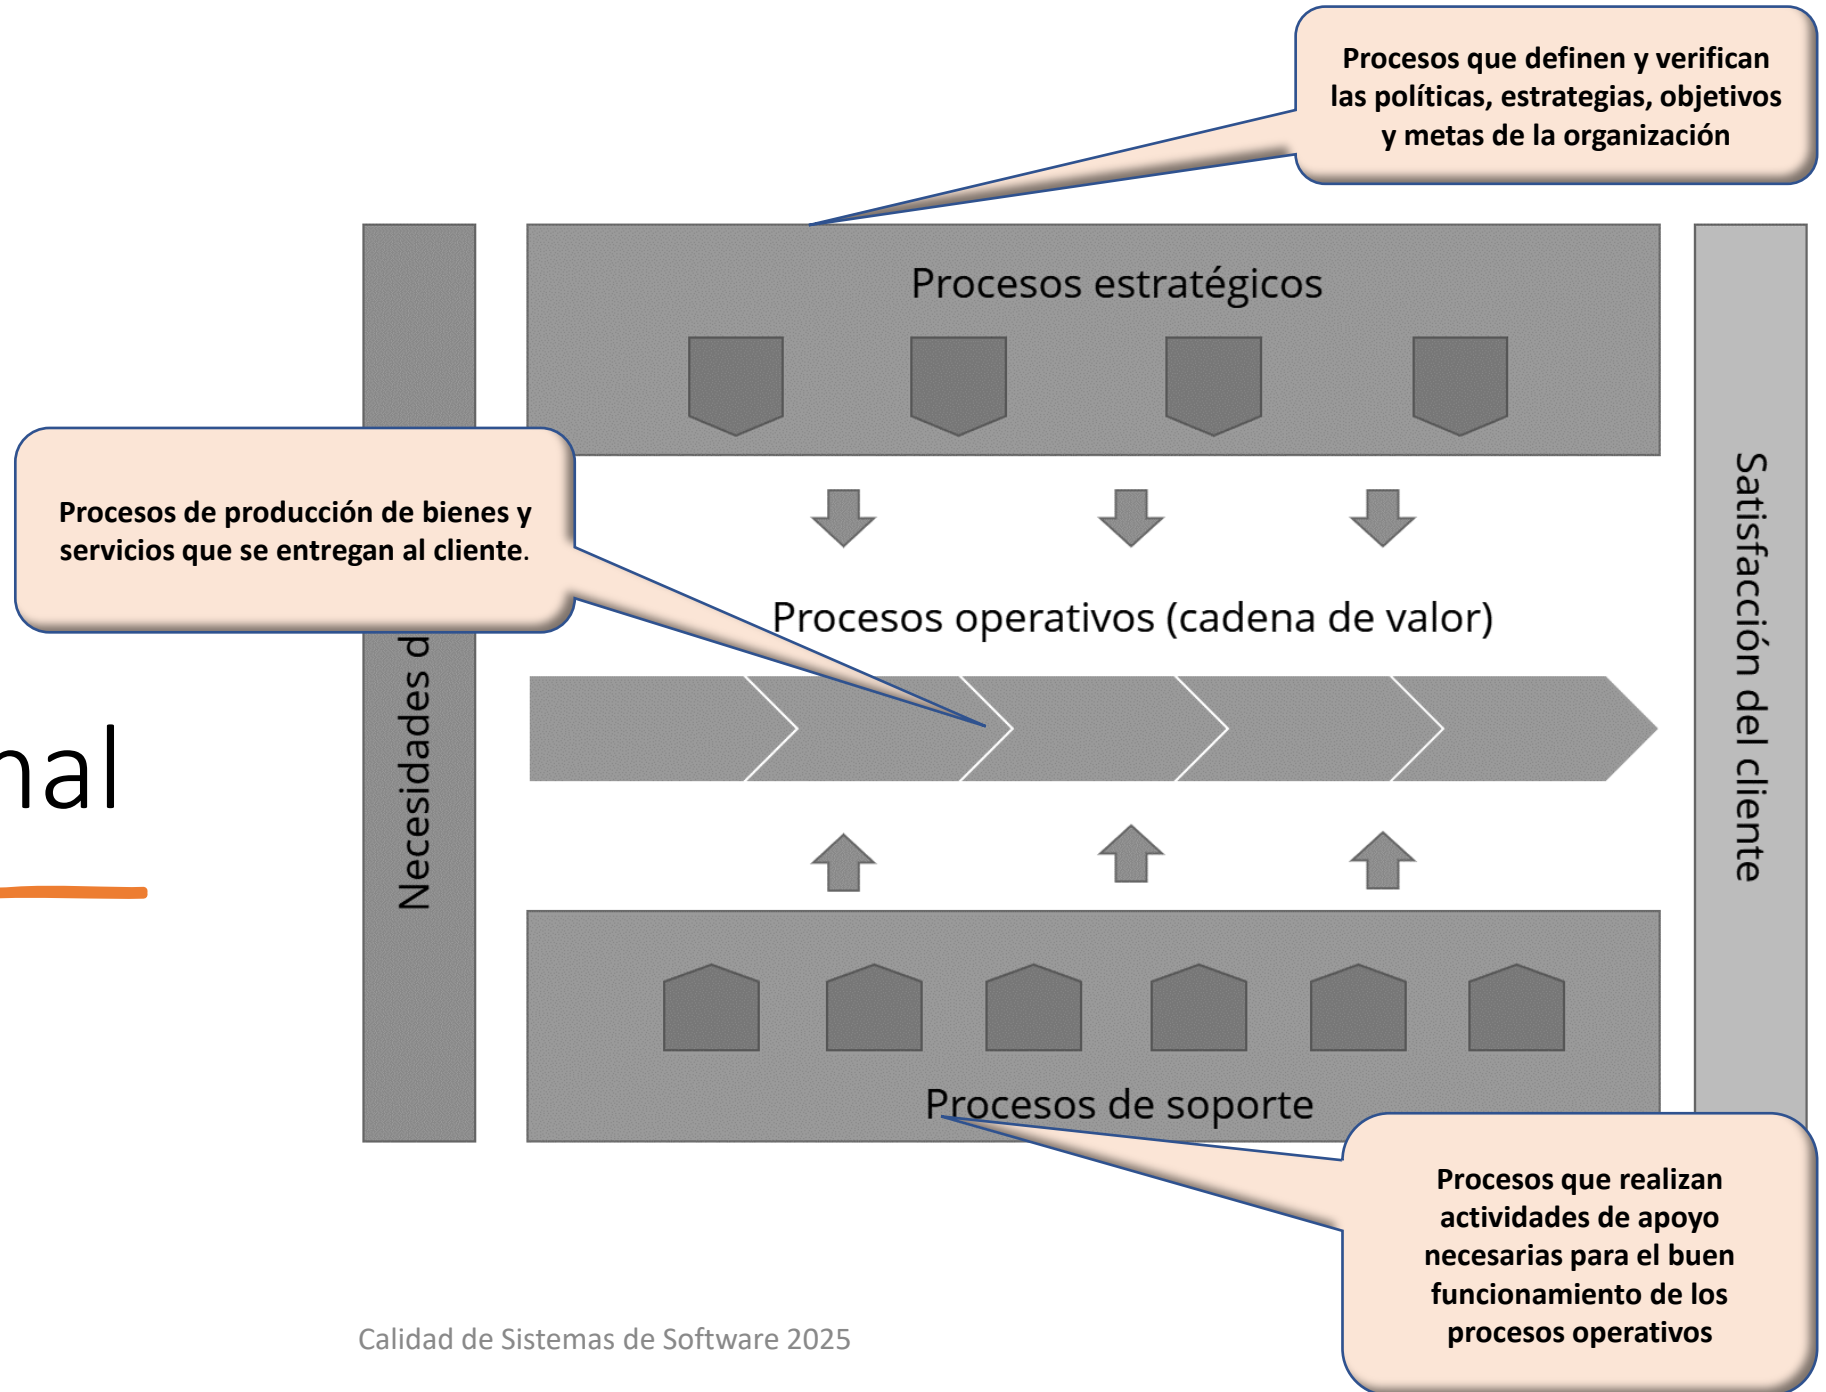 Procesos que definen y verifican
las políticas, estrategias, objetivos
y metas de la organización
Procesos estratégicos
Procesos de producción de bienes y
servicios que se entregan al cliente.
Procesos operativos (cadena de valor)
Necesidades d
Satisfacción del cliente
nal
Procesos de soporte
Procesos que realizan
actividades de apoyo
necesarias para el buen
funcionamiento de los
procesos operativos
Calidad de Sistemas de Software 2025